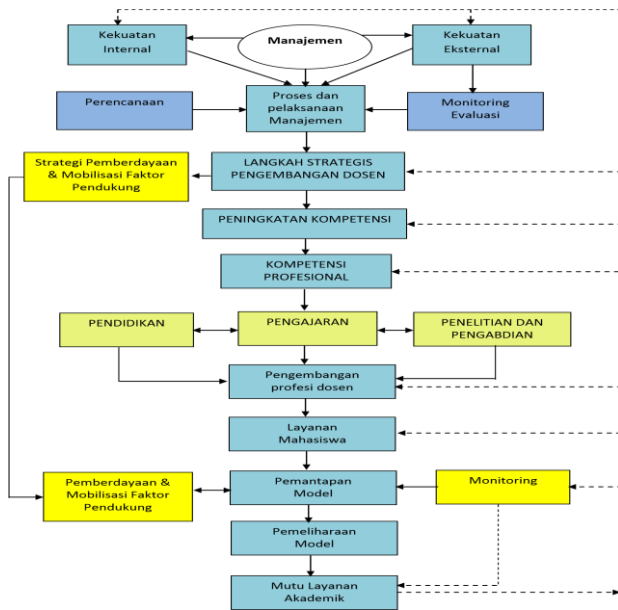 Kekuatan
Internal
Manajemen
Kekuatan
Eksternal
Perencanaan
Proses dan
pelaksanaan
Manajemen
Monitoring
Evaluasi
Strategi Pemberdayaan
& Mobilisasi Faktor
Pendukung
LANGKAH STRATEGIS
PENGEMBANGAN DOSEN
PENINGKATAN KOMPETENSI
KOMPETENSI
PROFESIONAL
PENDIDIKAN
PENGAJARAN
PENELITIAN DAN
PENGABDIAN
Pengembangan
profesi dosen
Layanan
Mahasiswa
Pemberdayaan &
Mobilisasi Faktor
Pendukung
Pemantapan
Model
Monitoring
Pemeliharaan
Model
Mutu Layanan
Akademik